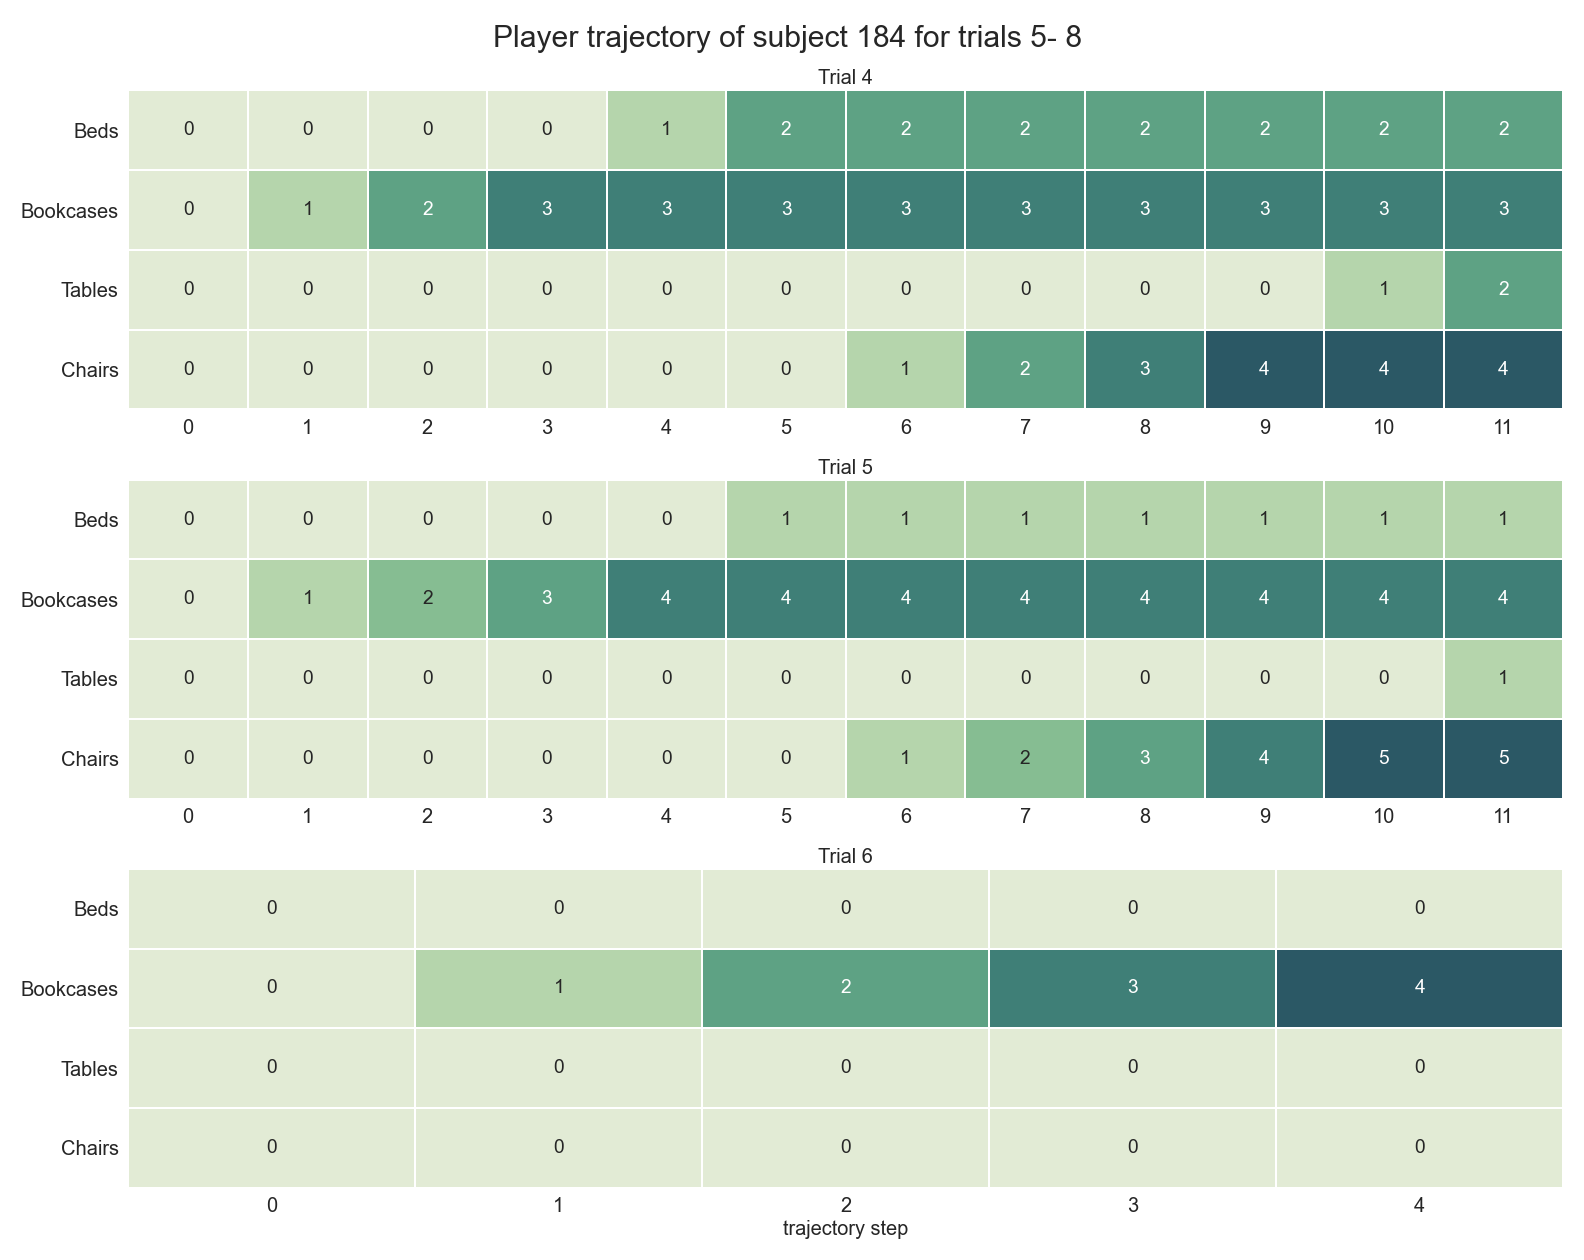 Player trajectory of subject 184 for trials 5- 8
Trial 4
Beds 0 0 0 0 1 2 2 2 2 2 2 2
Bookcases 0 1 2 3 3 3 3 3 3 3 3 3
Tables 0 0 0 0 0 0 0 0 0 0 1 2
Chairs 0 0 0 0 0 0 1 2 3 4 4 4
0 1 2 3 4 5 6 7 8 9 10 11
Trial 5
Beds 0 0 0 0 0 1 1 1 1 1 1 1
Bookcases 0 1 2 3 4 4 4 4 4 4 4 4
Tables 0 0 0 0 0 0 0 0 0 0 0 1
Chairs 0 0 0 0 0 0 1 2 3 4 5 5
0 1 2 3 4 5 6 7 8 9 10 11
Trial 6
Beds 0 0 0 0 0
Bookcases 0 1 2 3 4
Tables 0 0 0 0 0
Chairs 0 0 0 0 0
0 1 2 3 4
trajectory step